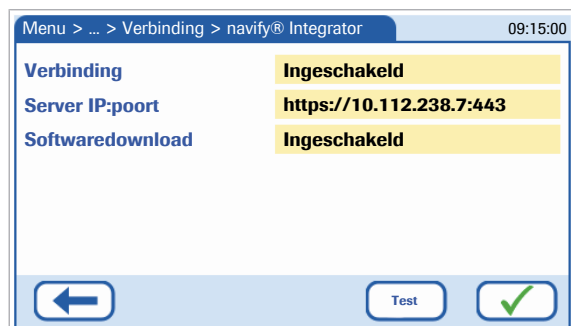 Menu > ... > Verbinding > navify® Integrator 09:15:00
Verbinding Ingeschakeld
Server IP:poort https://10.112.238.7:443
Softwaredownload Ingeschakeld
Test